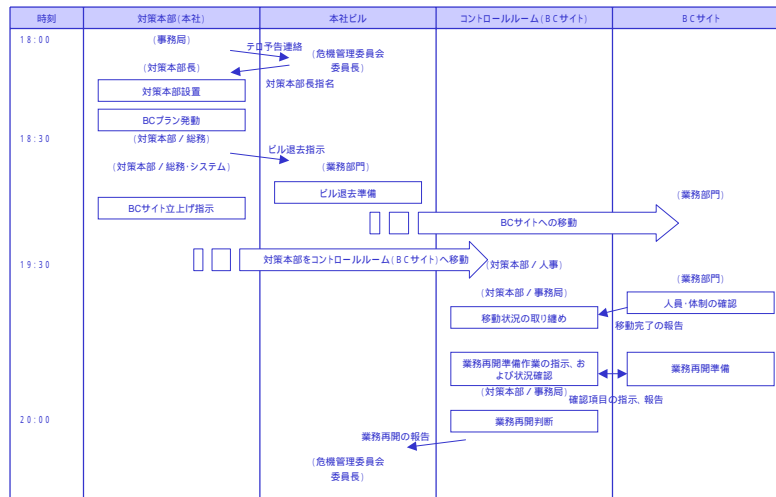 時刻
対策本部(本社)
本社ビル
コントロールルーム(BCサイト)
BCサイト
18:00
(事務局)
テロ予告連絡
(危機管理委員会
委員長)
(対策本部長)
対策本部長指名
対策本部設置
BCプラン発動
18:30
(対策本部/総務)
ビル退去指示
(対策本部/総務・システム)
(業務部門)
ビル退去準備
(業務部門)
BCサイト立上げ指示
BCサイトへの移動
19:30
対策本部をコントロールルーム(BCサイト)へ移動
(対策本部/人事)
(業務部門)
(対策本部/事務局)
人員・体制の確認
移動状況の取り纏め
移動完了の報告
業務再開準備作業の指示、お
よび状況確認
業務再開準備
(対策本部/事務局)
確認項目の指示、報告
20:00
業務再開判断
業務再開の報告
(危機管理委員会
委員長)